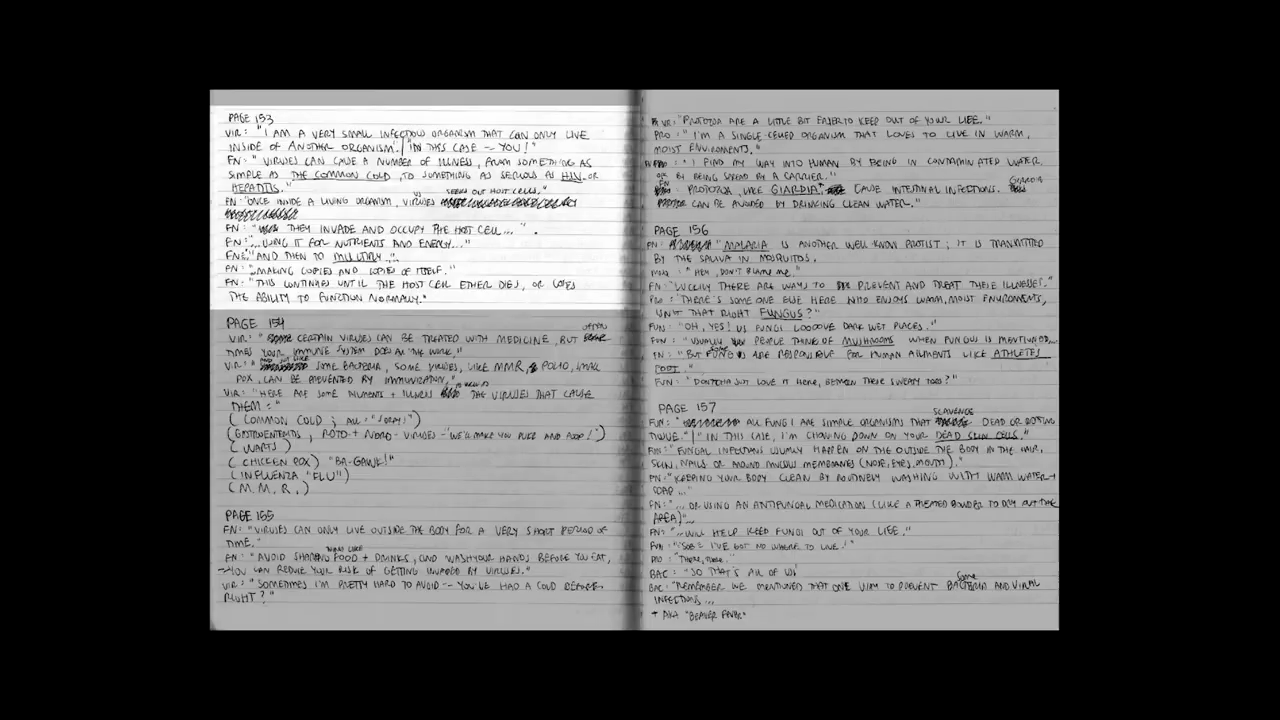 PAGE 153
VIR: "I AM A VERY SMALL INFECTIOUS ORGANISM THAT CAN ONLY LIVE
INSIDE OF ANOTHER ORGANISM." / "IN THIS CASE -- YOU!"
FN: "VIRUSES CAN CAUSE A NUMBER OF ILLNESS, FROM SOMETHING AS
SIMPLE AS THE COMMON COLD, TO SOMETHING AS SERIOUS AS HIV OR
HEPATITIS."
FN: "ONCE INSIDE A LIVING ORGANISM, VIRUSES SEEKS OUT HOST CELLS."
FN: " THEY INVADE AND OCCUPY THE HOST CELL... "
FN: "...USING IT FOR NUTRIENTS AND ENERGY..."
FN: "AND THEN TO MULTIPLY..."
FN: "...MAKING COPIES AND COPIES OF ITSELF."
FN: "THIS CONTINUES UNTIL THE HOST CELL ETHER DIES, OR LOSES
THE ABILITY TO FUNCTION NORMALLY."
PAGE 154
VIR: " CERTAIN VIRUSES CAN BE TREATED WITH MEDICINE, BUT OFTEN
TIMES YOUR IMMUNE SYSTEM DOES ALL THE WORK."
VIR: "AND JUST LIKE SOME BACTERIA, SOME VIRUSES, LIKE MMR, POLIO, SMALL
POX, CAN BE PREVENTED BY IMMUNIZATION."
VIR: "HERE ARE SOME AILMENTS + ILLNESS THE VIRUSES THAT CAUSE
THEM="
( COMMON COLD ; ALL: "SORRY!")
(GASTROENTERITIS, ROTO- + NORO- VIRUSES - "WE'LL MAKE YOU PUKE AND POOP!")
( WARTS )
( CHICKEN POX ) "BA-GAWK!"
( INFLUENZA "FLU")
( M.M.R. )
PAGE 155
FN: "VIRUSES CAN ONLY LIVE OUTSIDE THE BODY FOR A VERY SHORT PERIOD OF
TIME."
FN: "AVOID SHARING FOOD + DRINKS, AND WASH YOUR HANDS BEFORE YOU EAT,
YOU CAN REDUCE YOUR RISK OF GETTING INVADED BY VIRUSES."
VIR: "SOMETIMES I'M PRETTY HARD TO AVOID -- YOU'VE HAD A COLD BEFORE,
RIGHT?"
VIR: "PROTOZOA ARE A LITTLE BIT EASIER TO KEEP OUT OF YOUR LIFE."
PRO: "I'M A SINGLE-CELLED ORGANISM THAT LOVES TO LIVE IN WARM,
MOIST ENVIROMENTS."
PRO: "I FIND MY WAY INTO HUMAN BY BEING IN CONTAMINATED WATER,
OR BY BEING SPREAD BY A CARRIER."
FN PROTOZOA, LIKE GIARDIA+ CAUSE INTESTINAL INFECTIONS. GIARDIA
CAN BE AVOIDED BY DRINKING CLEAN WATER."
PAGE 156
FN: "MALARIA IS ANOTHER WELL-KNOW PROTIST; IT IS TRANSMITTED
BY THE SALIVA IN MOSQUITOS.
"HEY, DON'T BLAME ME."
FN: "LUCKILY THERE ARE WAYS TO PREVENT AND TREAT THESE ILLNESSES."
PRO: "THERE'S SOME ONE ELSE HERE WHO ENJOYS WARM, MOIST ENVIROMENTS,
ISN'T THAT RIGHT FUNGUS?"
FUN: "OH, YES! US FUNGI LOOOOVE DARK WET PLACES."
FUN: "USUALLY PEOPLE THINK OF MUSHROOMS WHEN FUNGUS IS MENTIONED...
FN: "BUT SOME FUNGUS ARE RESPONSIBLE FOR HUMAN AILMENTS LIKE ATHLETES
FOOT."
FUN: "DON'TCHA JUST LOVE IT HERE, BETWEEN THESE SWEATY TOES?"
PAGE 157
FUN: " ALL FUNGI ARE SIMPLE ORGANISMS THAT SCAVENGE DEAD OR ROTTING
TISSUE " / " IN THIS CASE, I'M CHOWING DOWN ON YOUR DEAD SKIN CELLS."
FUN: "FUNGAL INFECTIONS USUALLY HAPPEN ON THE OUTSIDE THE BODY IN THE HAIR,
SKIN, NAILS OR AROUND MUCOUS MEMBRANES (NOSE, EYES, MOUTH)."
FN: "KEEPING YOUR BODY CLEAN BY ROUTINELY WASHING WITH WARM WATER +
SOAP ..."
FN: "... OR USING AN ANTIFUNGAL MEDICATION (LIKE A POWDER TO DRY OUT THE
AREA)"...
FN: "...WILL HELP KEEP FUNGI OUT OF YOUR LIFE."
FUN: "SOB= I'VE GOT NO WHERE TO LIVE!"
PRO: "THERE, THERE."
BAC: "SO THAT'S ALL OF US"
BAC: "REMEMBER WE MENTIONED THAT ONE WAY TO PREVENT SOME BACTERIA AND VIRAL
INFECTIONS ...
+ AKA "BEAVER FEVER"